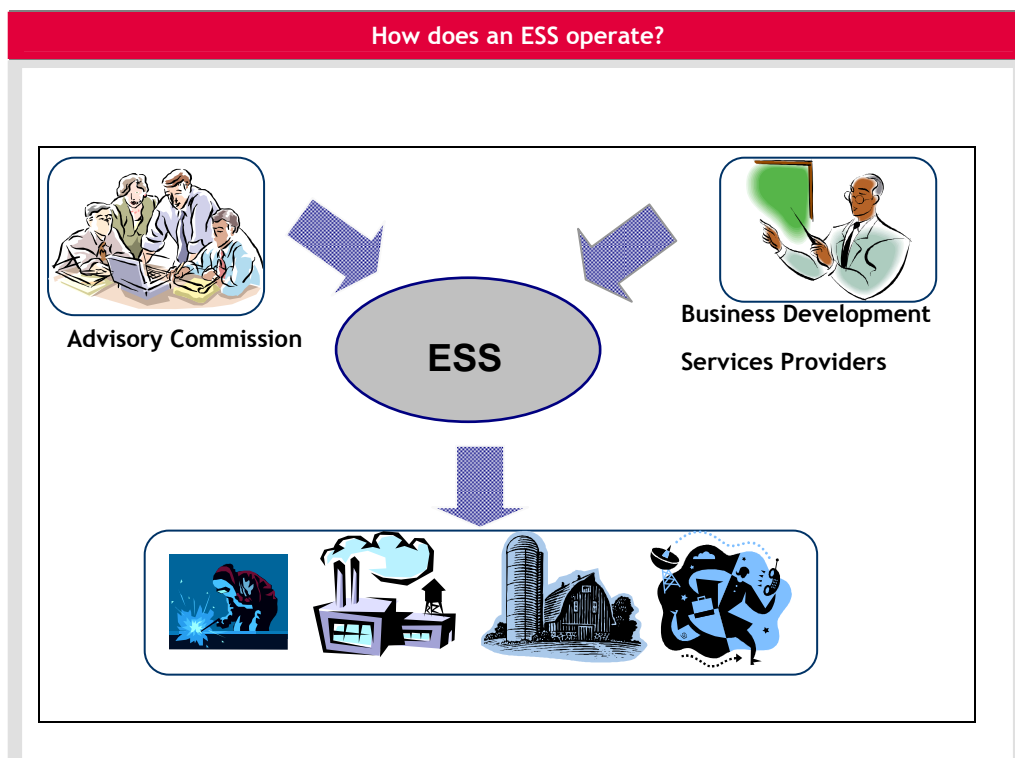 How does an ESS operate?
Advisory Commission
ESS
Business Development
Services Providers